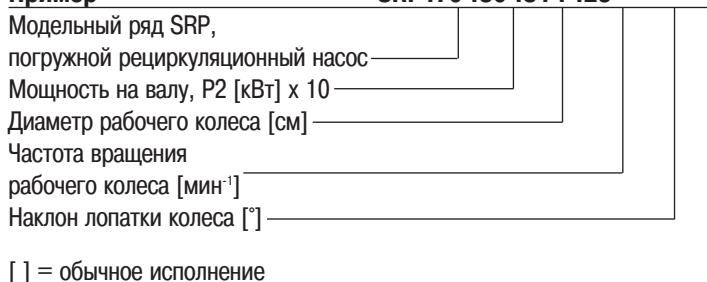 Модельный ряд SRP,
погружной рециркуляционный насос
Мощность на валу, P2 [кВт] x 10
Диаметр рабочего колеса [см]
Частота вращения
рабочего колеса [мин⁻¹]
Наклон лопатки колеса [°]
[ ] = обычное исполнение